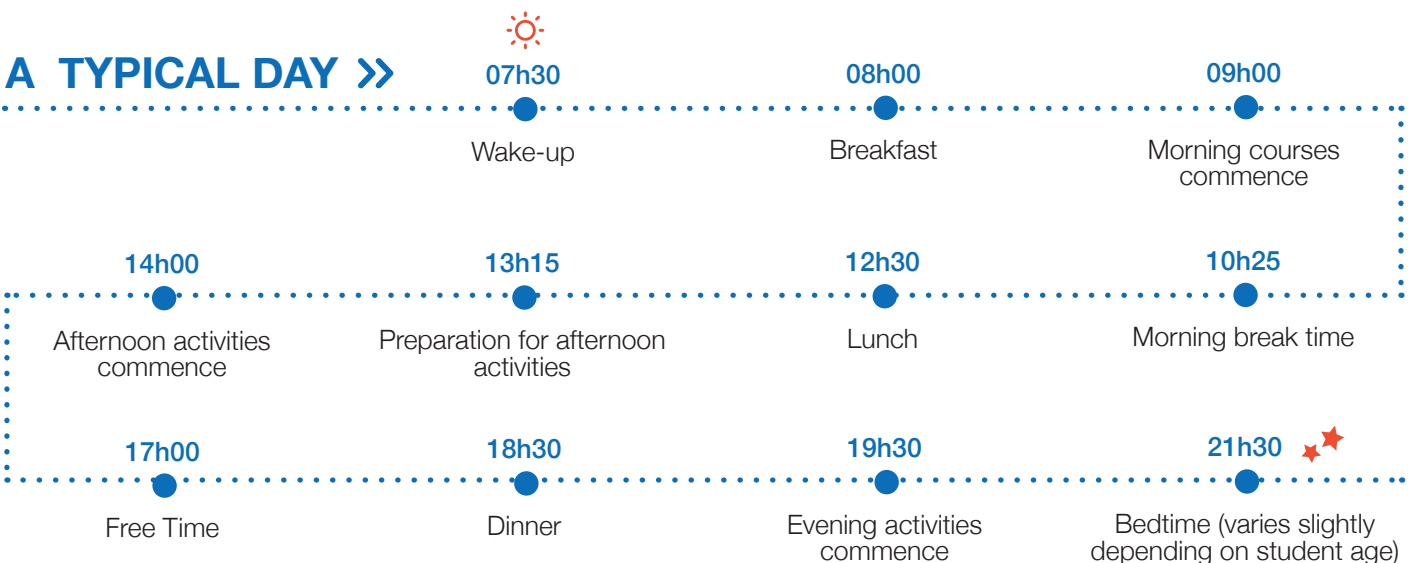 A TYPICAL DAY >>
07h30
08h00
09h00
Wake-up
Breakfast
Morning courses
commence
10h25
12h30
13h15
14h00
Morning break time
Lunch
Preparation for afternoon
activities
Afternoon activities
commence
17h00
18h30
19h30
21h30
Free Time
Dinner
Evening activities
commence
Bedtime (varies slightly
depending on student age)